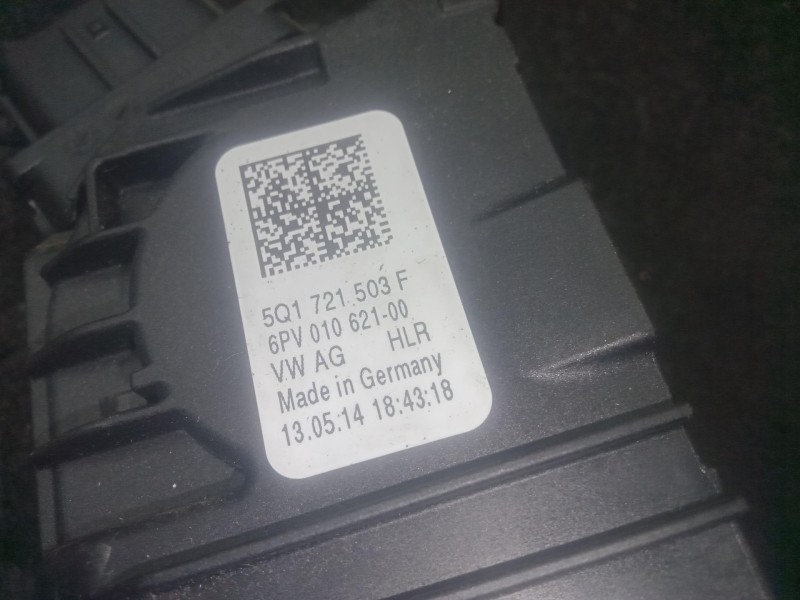 5Q1 721 503 F
6PV 010 621-00
VW AG HLR
Made in Germany
13.05.14 18:43:18